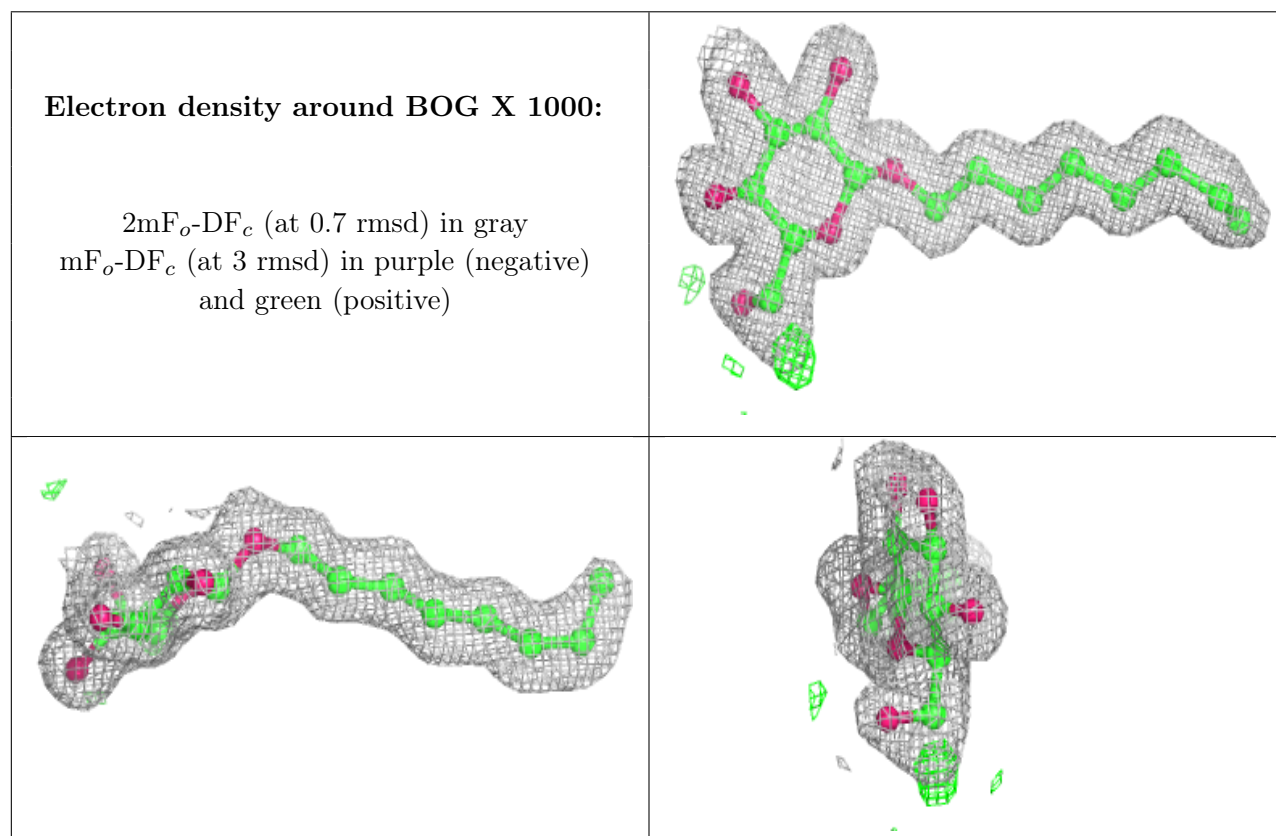 Electron density around BOG X 1000:
2mFo-DFc (at 0.7 rmsd) in gray
mFo-DFc (at 3 rmsd) in purple (negative)
and green (positive)